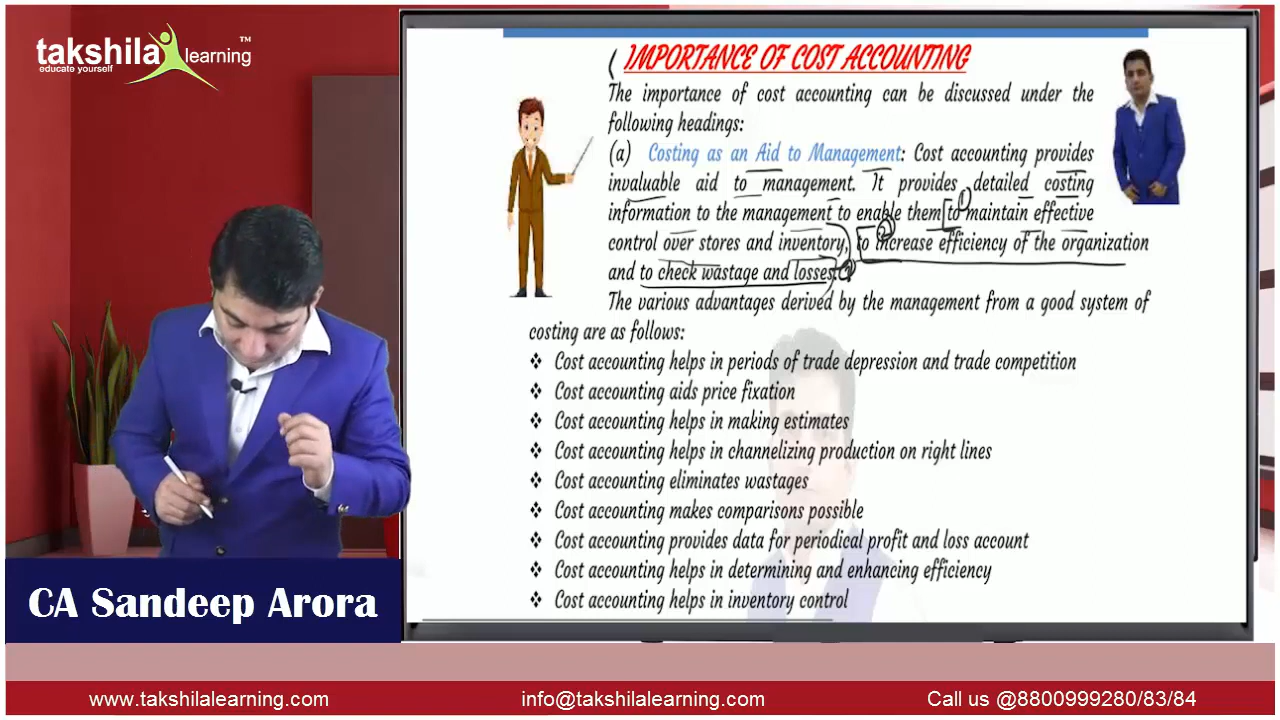 takshila learning™
educate yourself
IMPORTANCE OF COST ACCOUNTING
The importance of cost accounting can be discussed under the
following headings:
(a) Costing as an Aid to Management: Cost accounting provides
invaluable aid to management. It provides detailed costing
information to the management to enable them to maintain effective
control over stores and inventory, to increase efficiency of the organization
and to check wastage and losses.
The various advantages derived by the management from a good system of
costing are as follows:
❖ Cost accounting helps in periods of trade depression and trade competition
❖ Cost accounting aids price fixation
❖ Cost accounting helps in making estimates
❖ Cost accounting helps in channelizing production on right lines
❖ Cost accounting eliminates wastages
❖ Cost accounting makes comparisons possible
❖ Cost accounting provides data for periodical profit and loss account
❖ Cost accounting helps in determining and enhancing efficiency
❖ Cost accounting helps in inventory control
CA Sandeep Arora
www.takshilalearning.com info@takshilalearning.com Call us @8800999280/83/84